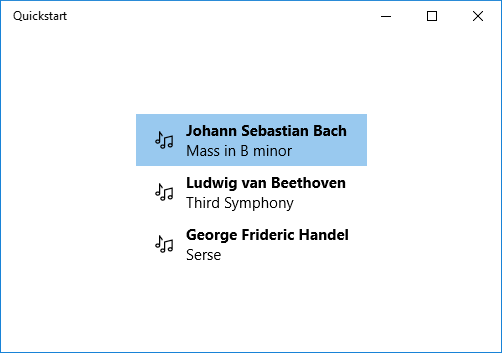 Quickstart
Johann Sebastian Bach
Mass in B minor
Ludwig van Beethoven
Third Symphony
George Frideric Handel
Serse